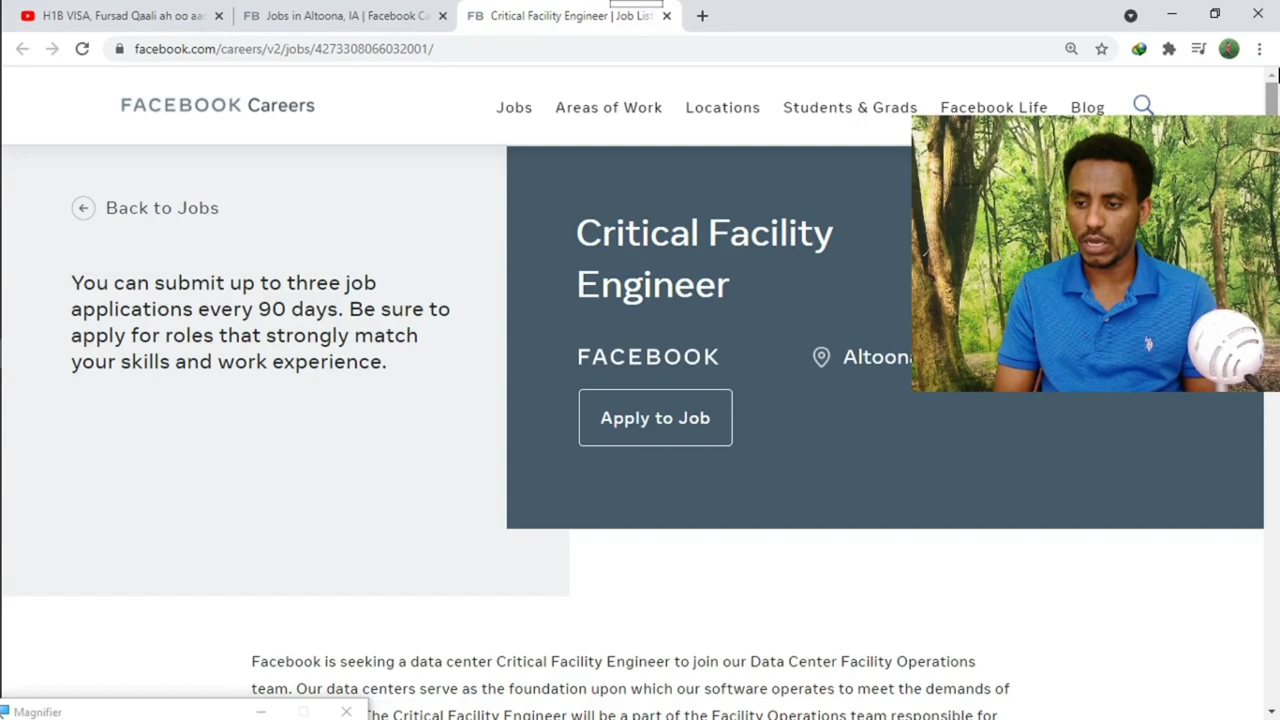 H1B VISA, Fursad Qaali ah oo aad
Jobs in Altoona, IA | Facebook Ca
Critical Facility Engineer | Job List
facebook.com/careers/v2/jobs/4273308066032001/
FACEBOOK Careers
Jobs Areas of Work Locations Students & Grads Facebook Life Blog
Back to Jobs
You can submit up to three job
applications every 90 days. Be sure to
apply for roles that strongly match
your skills and work experience.
Critical Facility
Engineer
FACEBOOK
Altoona
Apply to Job
Facebook is seeking a data center Critical Facility Engineer to join our Data Center Facility Operations
team. Our data centers serve as the foundation upon which our software operates to meet the demands of
The Critical Facility Engineer will be a part of the Facility Operations team responsible for
Magnifier